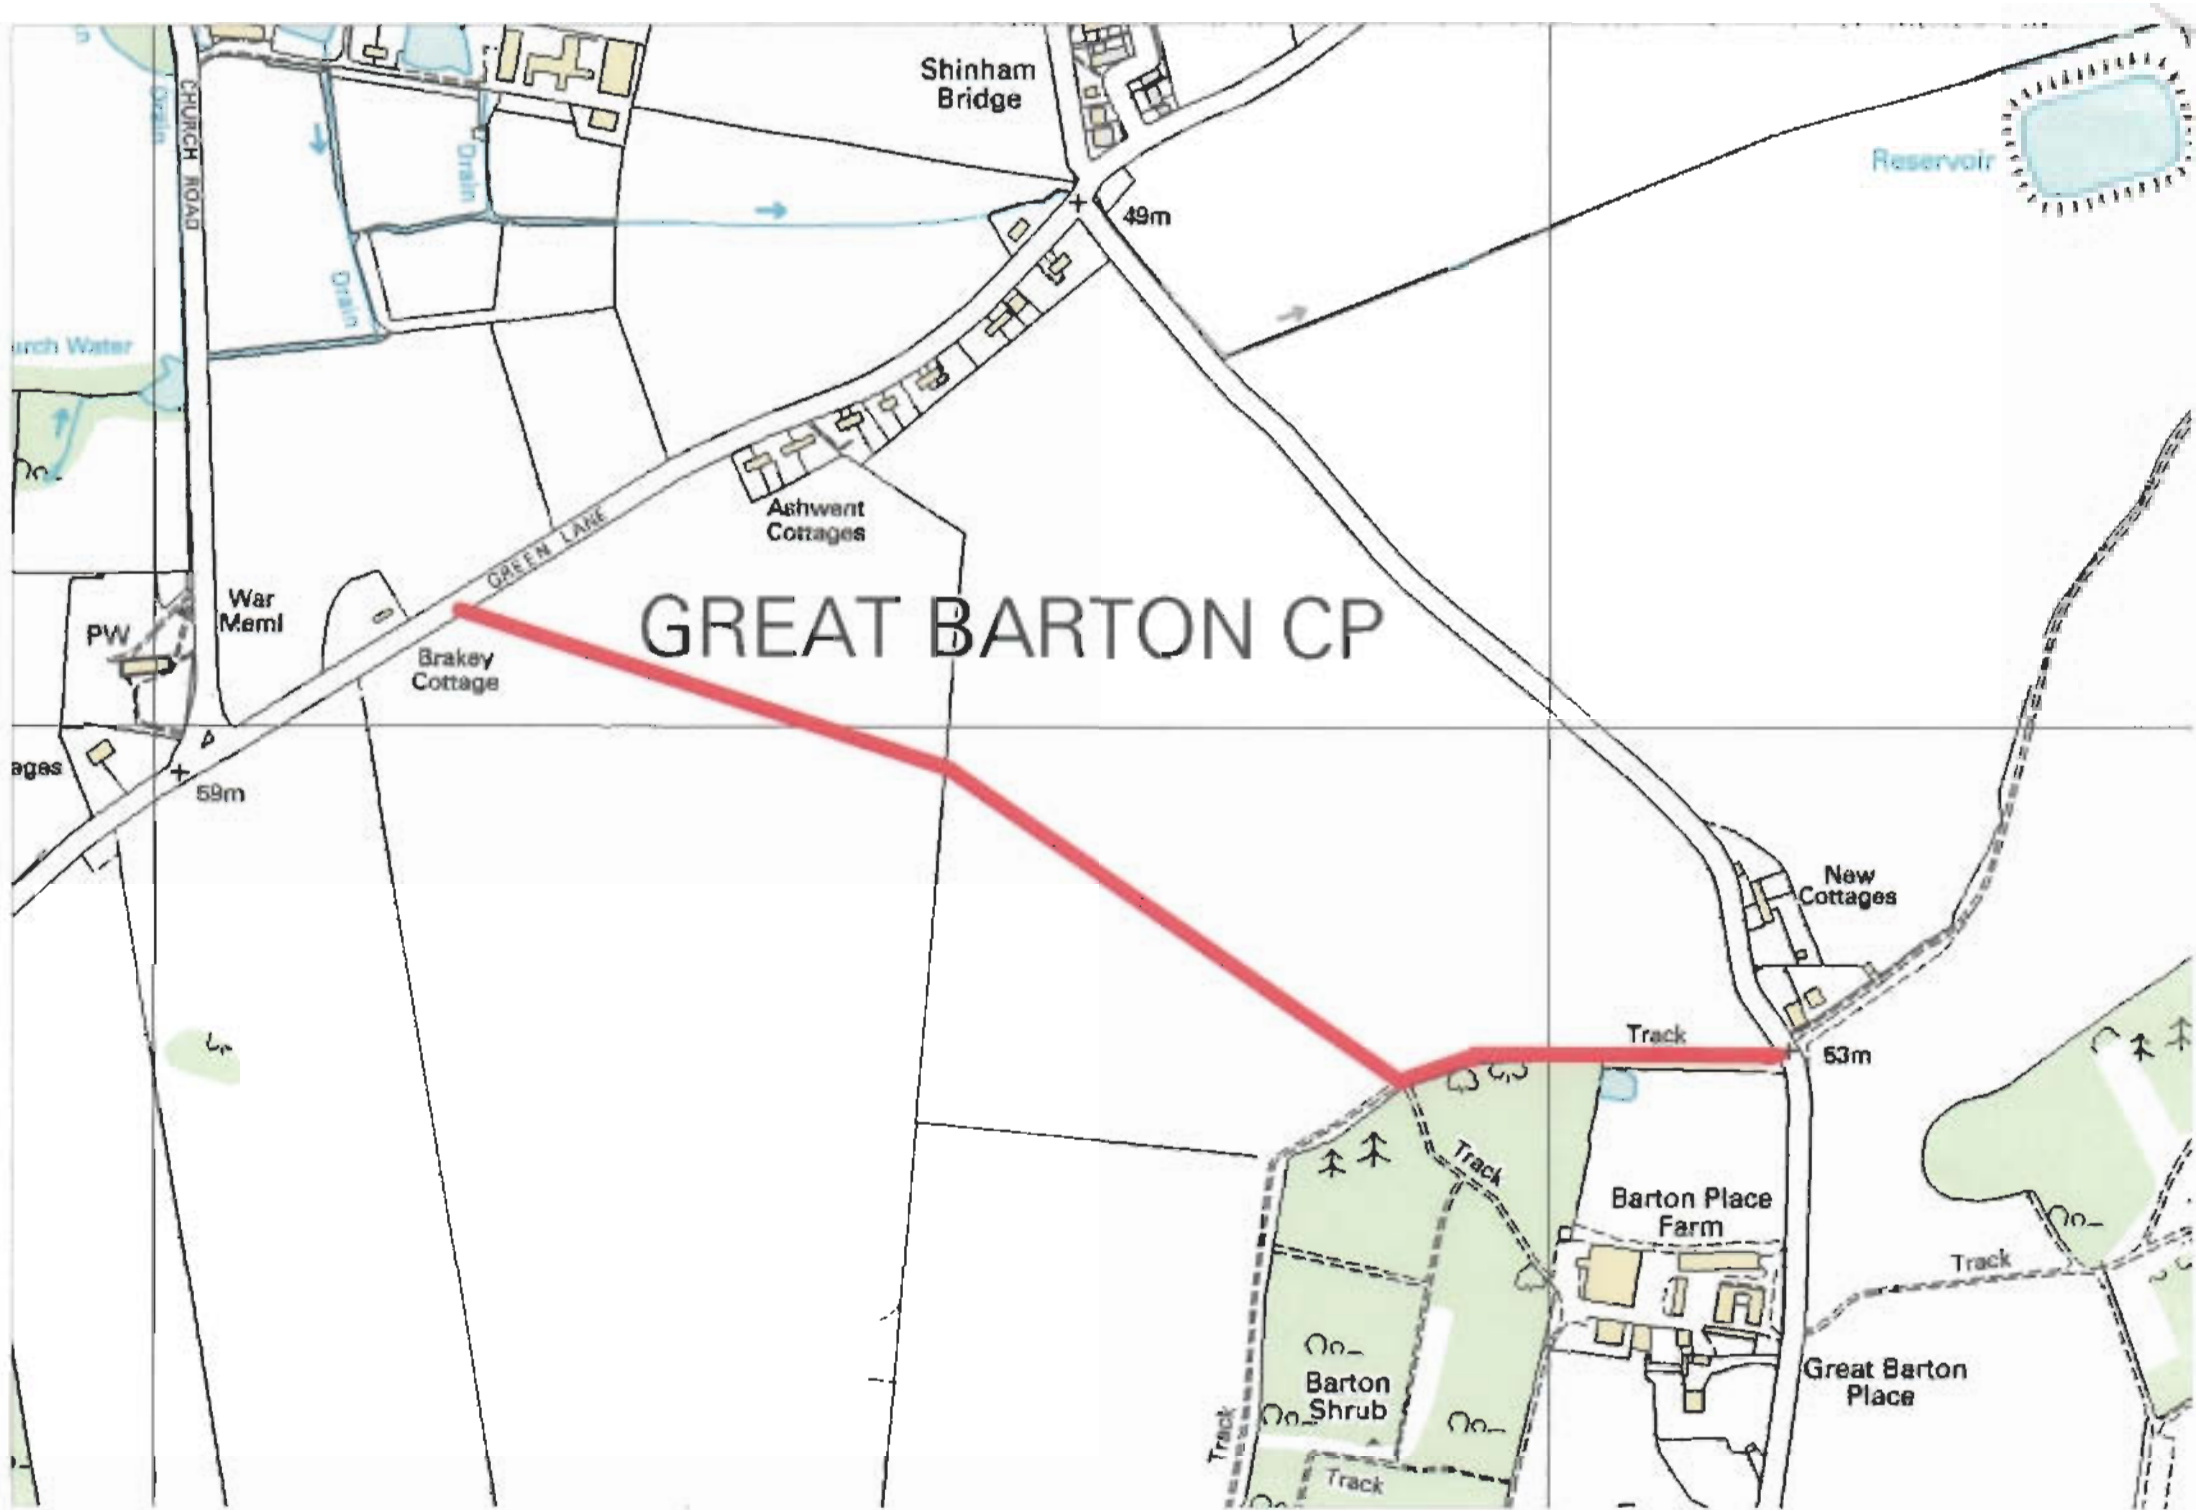 Shinham
Bridge
CHURCH ROAD
Drain
Drain
Drain
49m
Reservoir
urch Water
Ashwent
Cottages
GREEN LANE
GREAT BARTON CP
War
Meml
PW
Brakey
Cottage
ages
59m
New
Cottages
Track
53m
Track
Barton Place
Farm
Track
Great Barton
Place
Barton
Shrub
Track
Track